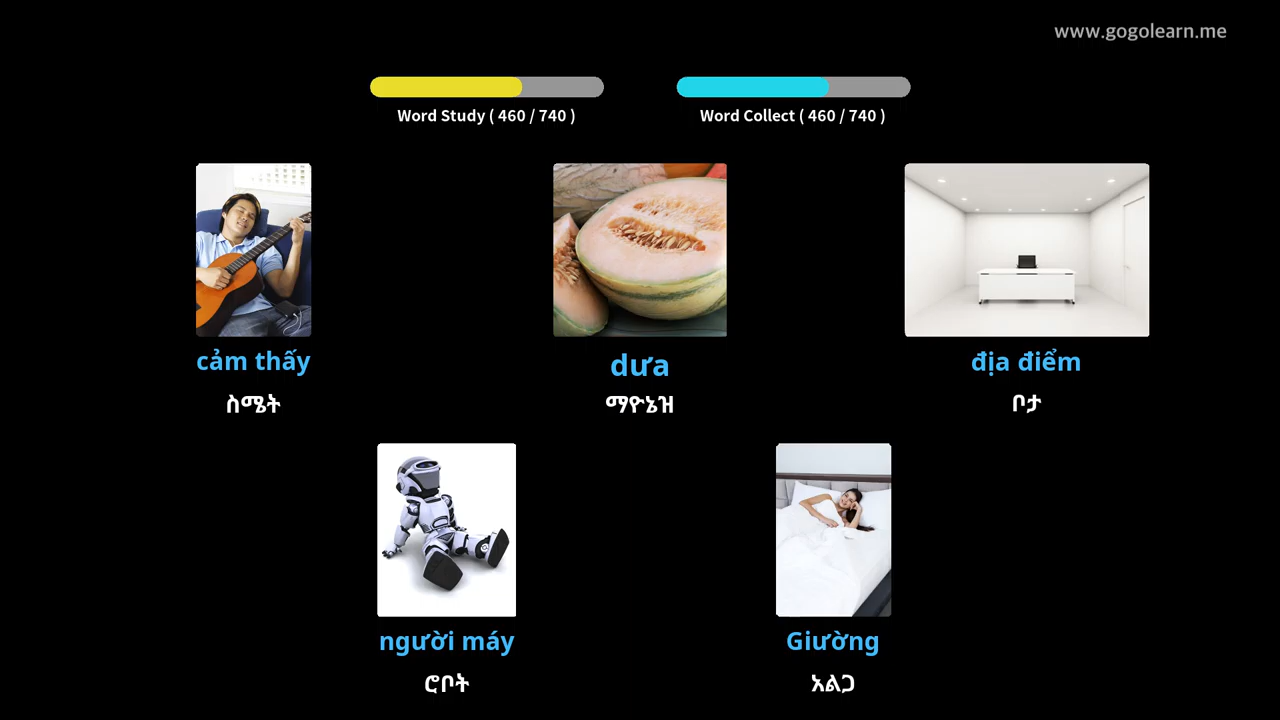 www.gogolearn.me
Word Study ( 460 / 740 )
Word Collect ( 460 / 740 )
cảm thấy
dưa
địa điểm
ስሜት
ማዮኔዝ
ቦታ
người máy
Giường
ሮቦት
አልጋ